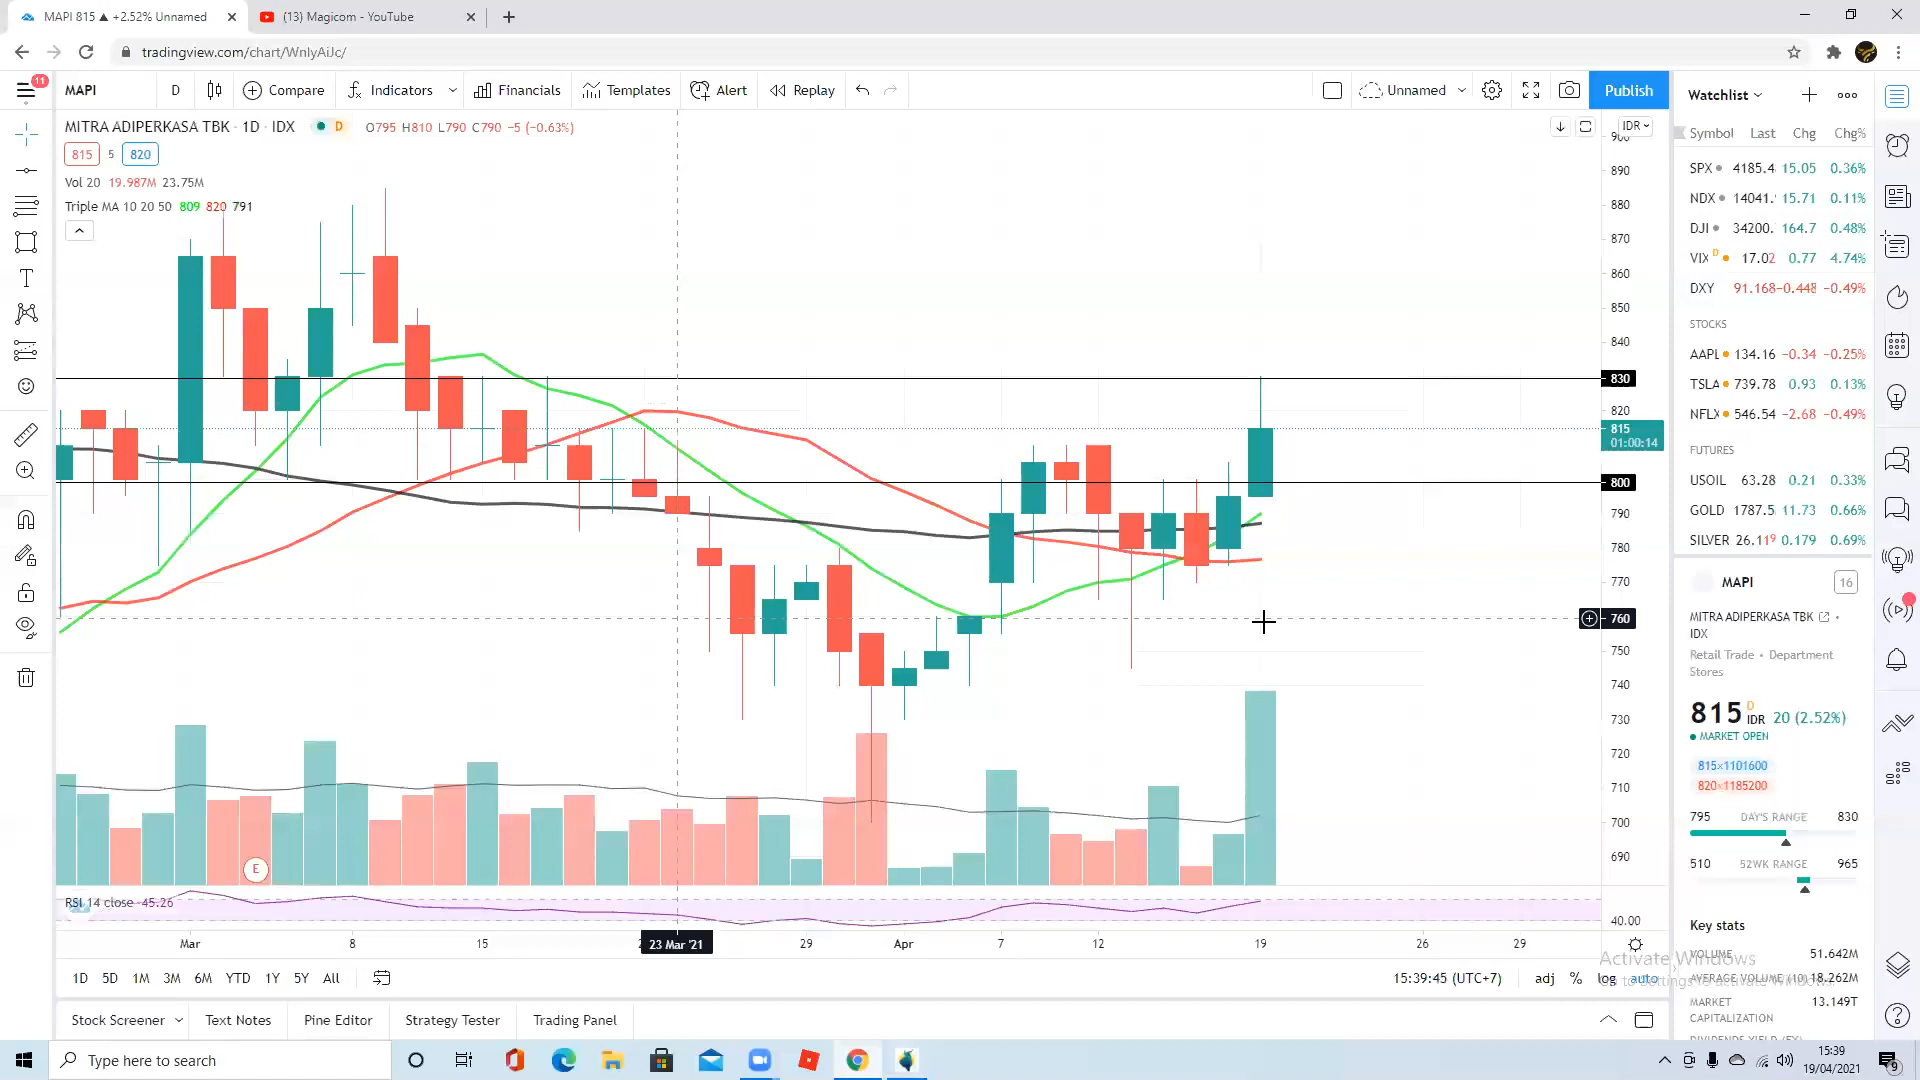 MAPI 815 ▲ +2.52% Unnamed
(13) Magicom - YouTube
tradingview.com/chart/WnlyAiJc/
11
MAPI D Compare Indicators Financials Templates Alert Replay Unnamed Publish
MITRA ADIPERKASA TBK · 1D · IDX D O795 H810 L790 C790 -5 (-0.63%)
815 5 820
Vol 20 19.987M 23.75M
Triple MA 10 20 50 809 820 791
IDR
890
880
870
860
850
840
830
820
815
01:00:14
800
790
780
770
760
750
740
730
720
710
700
690
E
RSI 14 close 45.26
40.00
Mar 8 15 23 Mar '21 29 Apr 7 12 19 26 29
1D 5D 1M 3M 6M YTD 1Y 5Y All 15:39:45 (UTC+7) adj % log auto
Stock Screener Text Notes Pine Editor Strategy Tester Trading Panel
Watchlist
Symbol Last Chg Chg%
SPX 4185.4 15.05 0.36%
NDX 14041. 15.71 0.11%
DJI 34200. 164.7 0.48%
VIX D 17.02 0.77 4.74%
DXY 91.168 -0.448 -0.49%
STOCKS
AAPL 134.16 -0.34 -0.25%
TSLA 739.78 0.93 0.13%
NFLX 546.54 -2.68 -0.49%
FUTURES
USOIL 63.28 0.21 0.33%
GOLD 1787.5 11.73 0.66%
SILVER 26.119 0.179 0.69%
MAPI 16
MITRA ADIPERKASA TBK •
IDX
Retail Trade • Department
Stores
815 D IDR 20 (2.52%)
MARKET OPEN
815×1101600
820×1185200
795 DAY'S RANGE 830
510 52WK RANGE 965
Key stats
VOLUME 51.642M
AVERAGE VOLUME (10) 18.262M
MARKET
CAPITALIZATION 13.149T
Activate Windows
Type here to search
15:39
19/04/2021
9